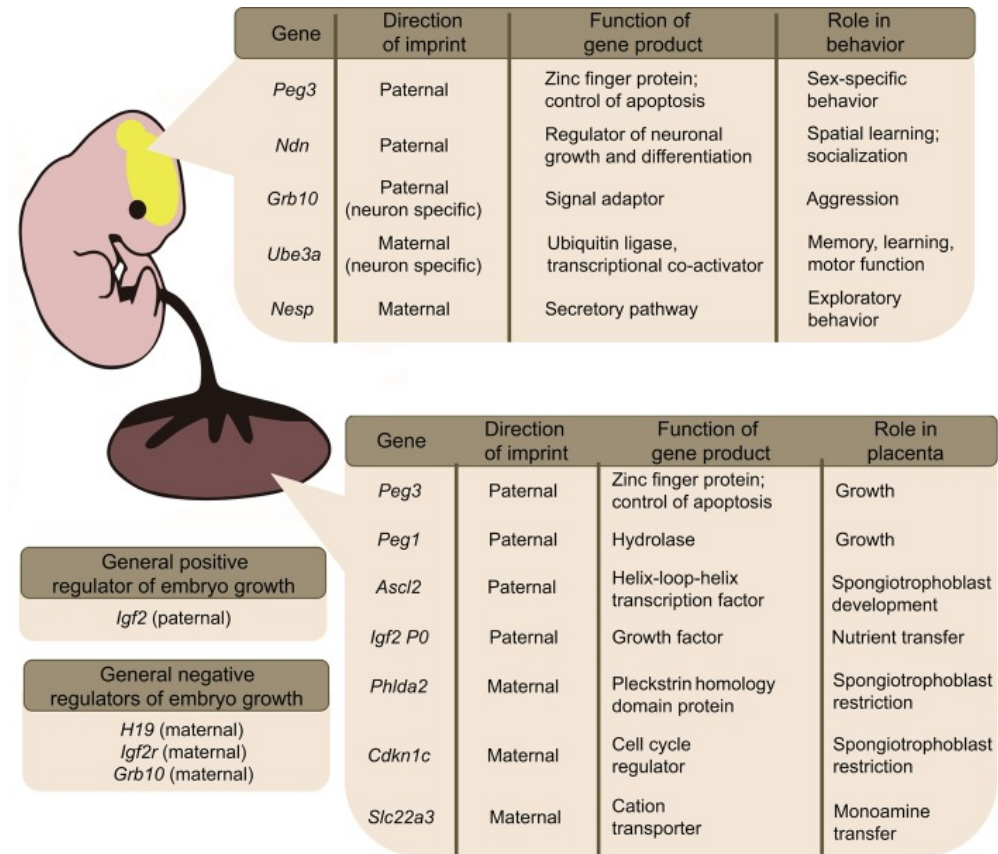 Gene
Direction
of imprint
Function of
gene product
Role in
behavior
Peg3
Paternal
Zinc finger protein;
control of apoptosis
Sex-specific
behavior
Ndn
Paternal
Regulator of neuronal
growth and differentiation
Spatial learning;
socialization
Grb10
Paternal
(neuron specific)
Signal adaptor
Aggression
Ube3a
Maternal
(neuron specific)
Ubiquitin ligase,
transcriptional co-activator
Memory, learning,
motor function
Nesp
Maternal
Secretory pathway
Exploratory
behavior
Gene
Direction
of imprint
Function of
gene product
Role in
placenta
Peg3
Paternal
Zinc finger protein;
control of apoptosis
Growth
Peg1
Paternal
Hydrolase
Growth
Ascl2
Paternal
Helix-loop-helix
transcription factor
Spongiotrophoblast
development
Igf2 P0
Paternal
Growth factor
Nutrient transfer
Phlda2
Maternal
Pleckstrin homology
domain protein
Spongiotrophoblast
restriction
Cdkn1c
Maternal
Cell cycle
regulator
Spongiotrophoblast
restriction
Slc22a3
Maternal
Cation
transporter
Monoamine
transfer
General positive
regulator of embryo growth
Igf2 (paternal)
General negative
regulators of embryo growth
H19 (maternal)
Igf2r (maternal)
Grb10 (maternal)